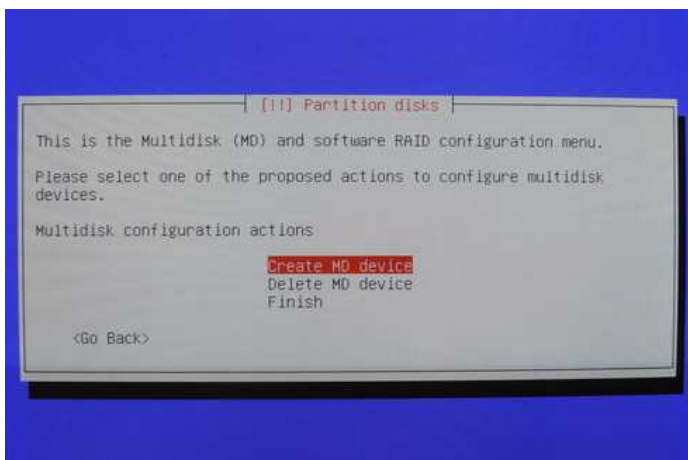 [!!] Partition disks
This is the Multidisk (MD) and software RAID configuration menu.
Please select one of the proposed actions to configure multidisk
devices.
Multidisk configuration actions
Create MD device
Delete MD device
Finish
<Go Back>